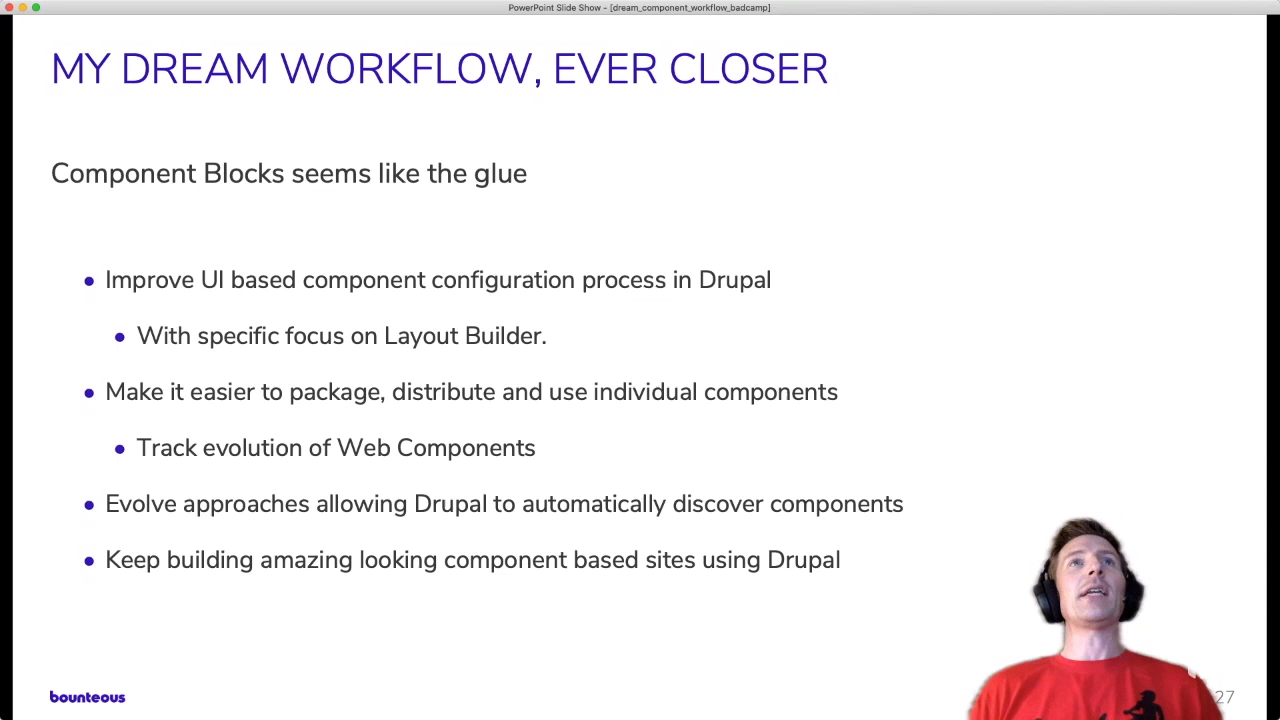 PowerPoint Slide Show - [dream_component_workflow_badcamp]
MY DREAM WORKFLOW, EVER CLOSER
Component Blocks seems like the glue
• Improve UI based component configuration process in Drupal
• With specific focus on Layout Builder.
• Make it easier to package, distribute and use individual components
• Track evolution of Web Components
• Evolve approaches allowing Drupal to automatically discover components
• Keep building amazing looking component based sites using Drupal
bounteous
27